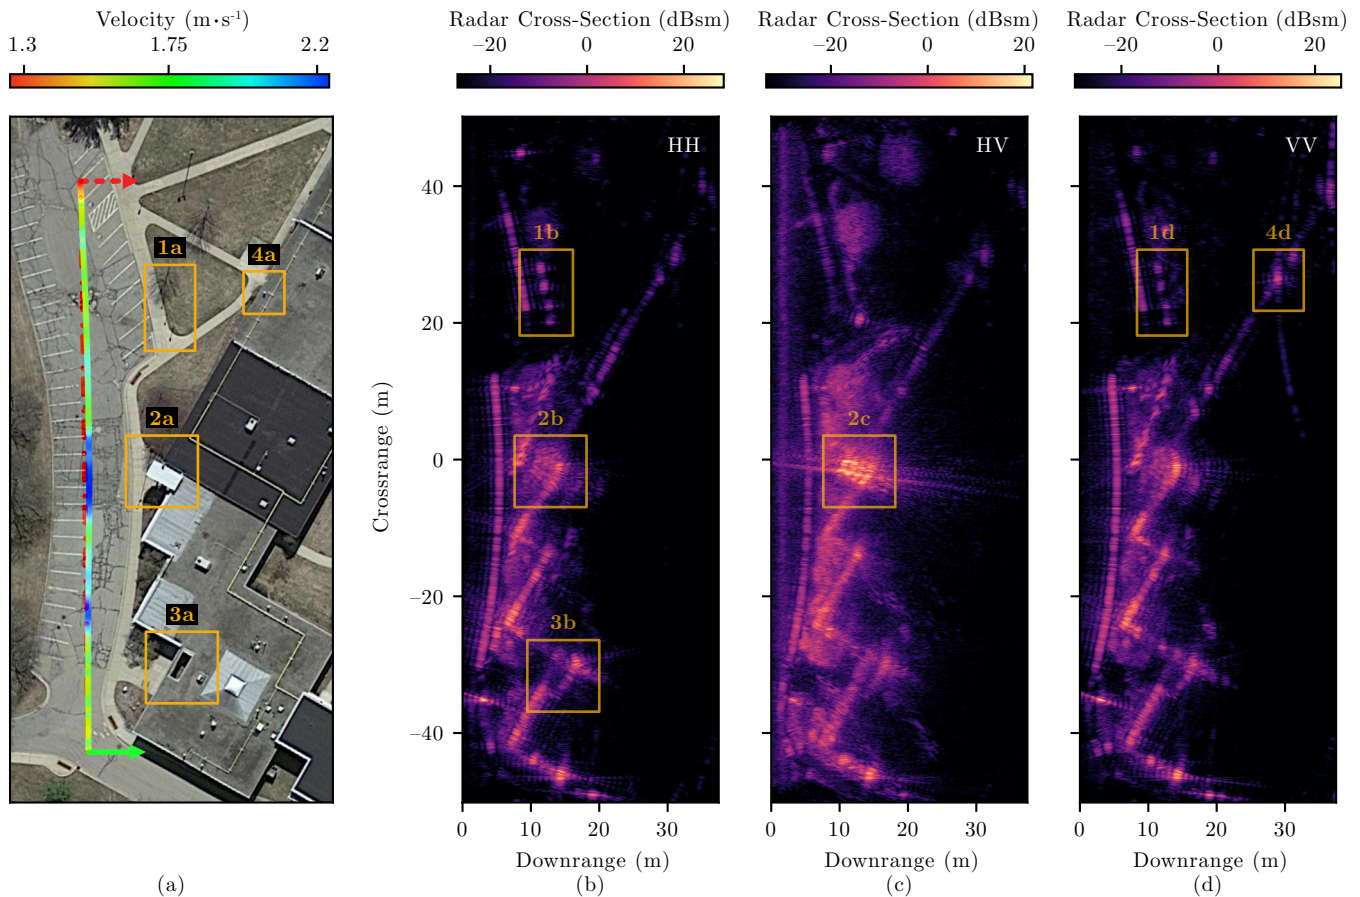 Velocity (m·s⁻¹)
1.3 1.75 2.2
Radar Cross-Section (dBsm)
−20 0 20
Radar Cross-Section (dBsm)
−20 0 20
Radar Cross-Section (dBsm)
−20 0 20
1a
4a
2a
3a
(a)
Crossrange (m)
40
20
0
−20
−40
HH
1b
2b
3b
0 10 20 30
Downrange (m)
(b)
HV
2c
0 10 20 30
Downrange (m)
(c)
VV
1d
4d
0 10 20 30
Downrange (m)
(d)